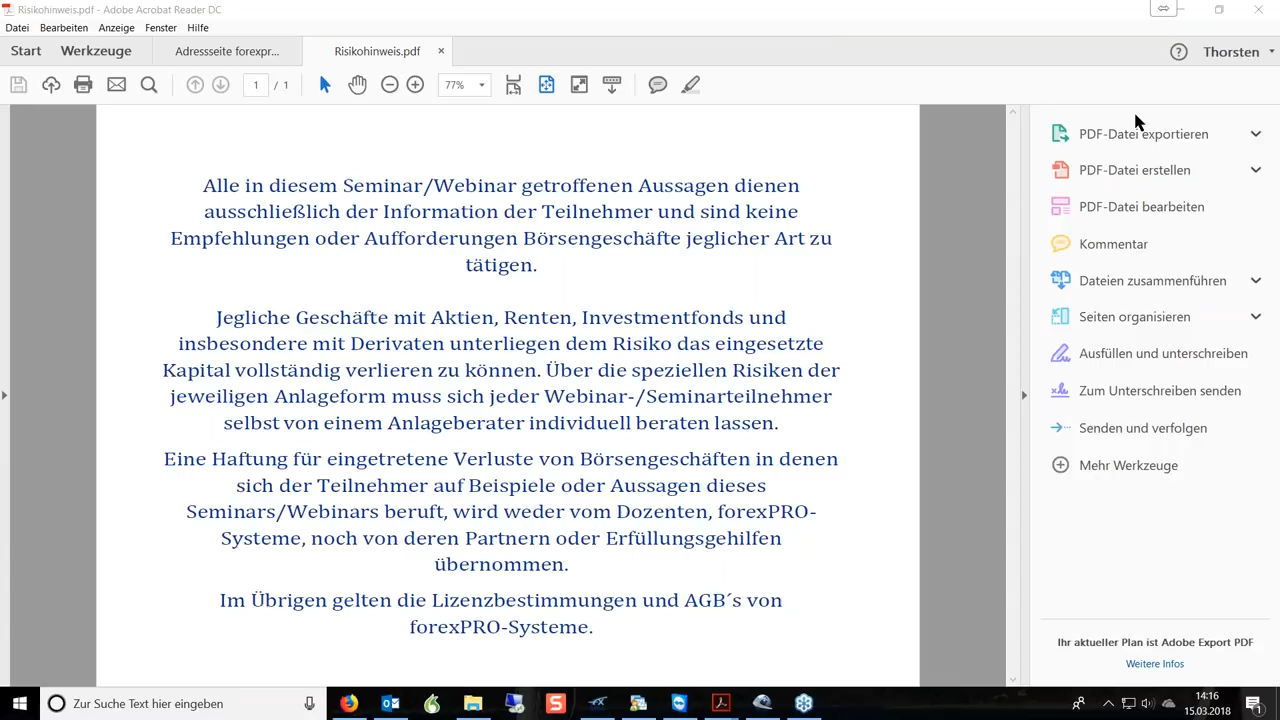 Risikohinweis.pdf - Adobe Acrobat Reader DC
Datei Bearbeiten Anzeige Fenster Hilfe
Start Werkzeuge Adressseite forexpr... Risikohinweis.pdf × ? Thorsten
1 / 1 77%
Alle in diesem Seminar/Webinar getroffenen Aussagen dienen
ausschließlich der Information der Teilnehmer und sind keine
Empfehlungen oder Aufforderungen Börsengeschäfte jeglicher Art zu
tätigen.
Jegliche Geschäfte mit Aktien, Renten, Investmentfonds und
insbesondere mit Derivaten unterliegen dem Risiko das eingesetzte
Kapital vollständig verlieren zu können. Über die speziellen Risiken der
jeweiligen Anlageform muss sich jeder Webinar-/Seminarteilnehmer
selbst von einem Anlageberater individuell beraten lassen.
Eine Haftung für eingetretene Verluste von Börsengeschäften in denen
sich der Teilnehmer auf Beispiele oder Aussagen dieses
Seminars/Webinars beruft, wird weder vom Dozenten, forexPRO-
Systeme, noch von deren Partnern oder Erfüllungsgehilfen
übernommen.
Im Übrigen gelten die Lizenzbestimmungen und AGB´s von
forexPRO-Systeme.
PDF-Datei exportieren
PDF-Datei erstellen
PDF-Datei bearbeiten
Kommentar
Dateien zusammenführen
Seiten organisieren
Ausfüllen und unterschreiben
Zum Unterschreiben senden
Senden und verfolgen
Mehr Werkzeuge
Ihr aktueller Plan ist Adobe Export PDF
Weitere Infos
Zur Suche Text hier eingeben
14:16
15.03.2018